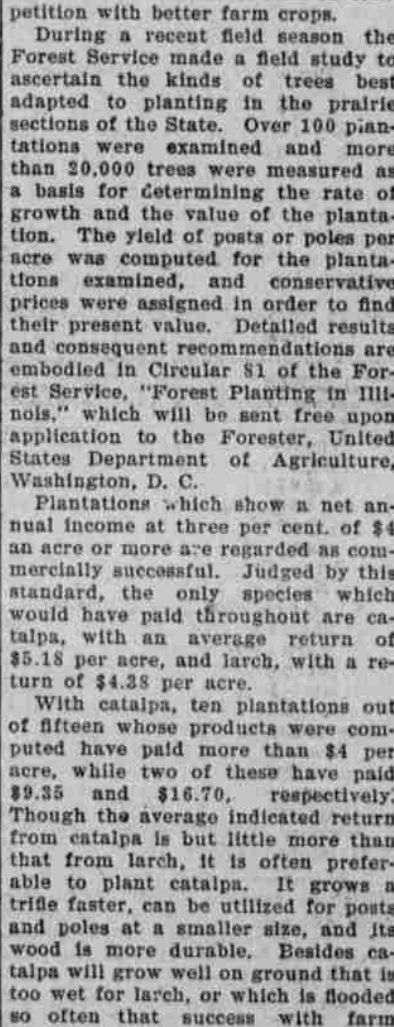 petition with better farm crops.
During a recent field season the
Forest Service made a field study to
ascertain the kinds of trees best
adapted to planting in the prairie
sections of the State. Over 100 plan-
tations were examined and more
than 20,000 trees were measured as
a basis for determining the rate of
growth and the value of the planta-
tion. The yield of posts or poles per
acre was computed for the planta-
tions examined, and conservative
prices were assigned in order to find
their present value. Detailed results
and consequent recommendations are
embodied in Circular 81 of the For-
est Service, "Forest Planting in Illi-
nois," which will be sent free upon
application to the Forester, United
States Department of Agriculture,
Washington, D. C.
Plantations which show a net an-
nual income at three per cent. of $4
an acre or more are regarded as com-
mercially successful. Judged by this
standard, the only species which
would have paid throughout are ca-
talpa, with an average return of
$5.18 per acre, and larch, with a re-
turn of $4.38 per acre.
With catalpa, ten plantations out
of fifteen whose products were com-
puted have paid more than $4 per
acre, while two of these have paid
$9.35 and $16.70, respectively.
Though the average indicated return
from catalpa is but little more than
that from larch, it is often prefer-
able to plant catalpa. It grows a
trifle faster, can be utilized for posts
and poles at a smaller size, and its
wood is more durable. Besides ca-
talpa will grow well on ground that is
too wet for larch, or which is flooded
so often that success with farm